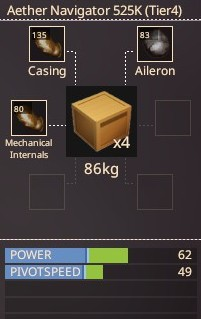 Aether Navigator 525K (Tier4)
135
83
Casing
Aileron
80
x4
Mechanical
Internals
86kg
POWER 62
PIVOTSPEED 49